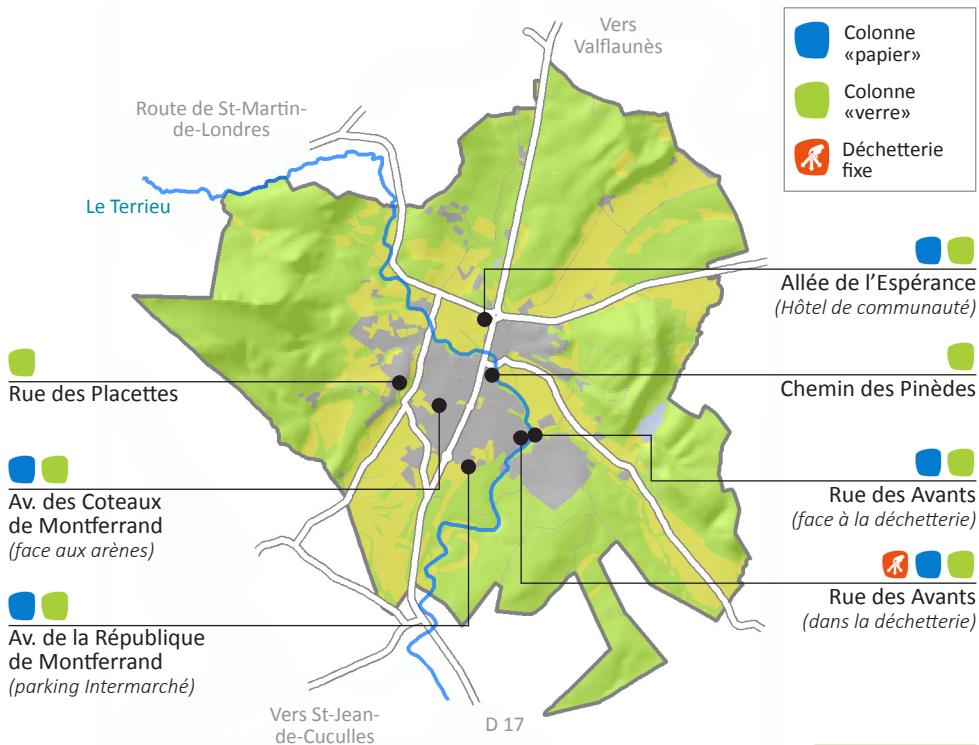 Vers
Valflaunès
Colonne
«papier»
Colonne
«verre»
Déchetterie
fixe
Route de St-Martin-
de-Londres
Le Terrieu
Allée de l’Espérance
(Hôtel de communauté)
Rue des Placettes
Chemin des Pinèdes
Av. des Coteaux
de Montferrand
(face aux arènes)
Rue des Avants
(face à la déchetterie)
Rue des Avants
(dans la déchetterie)
Av. de la République
de Montferrand
(parking Intermarché)
Vers St-Jean-
de-Cuculles
D 17